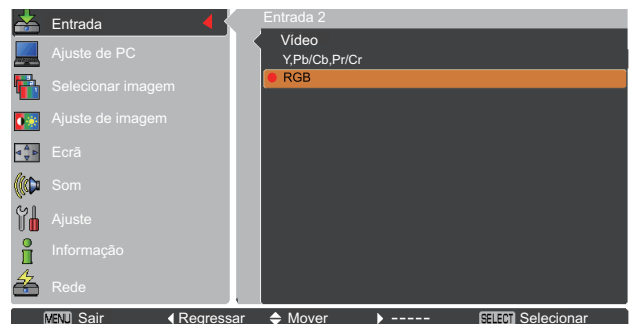 Entrada
Ajuste de PC
Selecionar imagem
Ajuste de imagem
Ecrã
Som
Ajuste
Informação
Rede
Entrada 2
Vídeo
Y,Pb/Cb,Pr/Cr
RGB
MENU Sair Regressar Mover ----- SELECT Selecionar